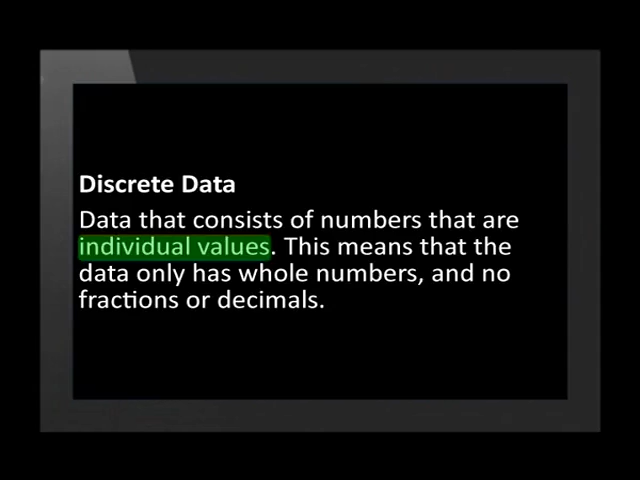 Discrete Data
Data that consists of numbers that are
individual values. This means that the
data only has whole numbers, and no
fractions or decimals.